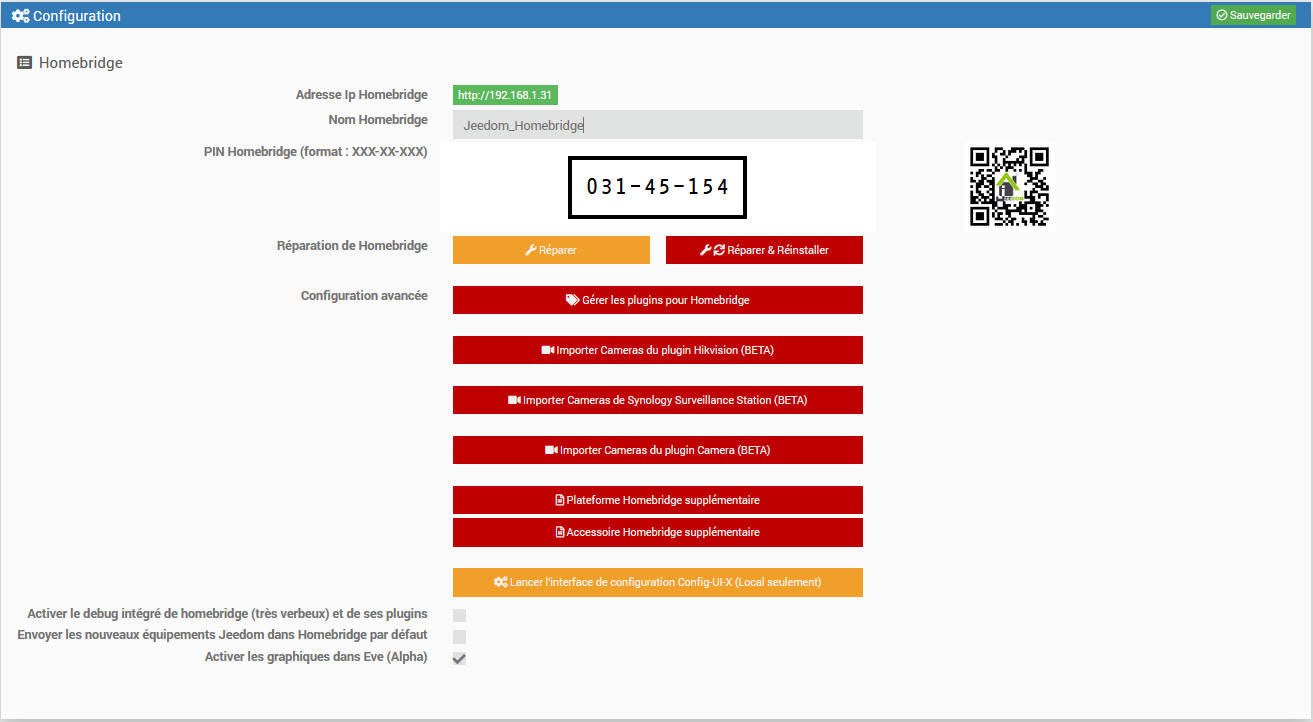 Configuration
Sauvegarder
Homebridge
Adresse Ip Homebridge
http://192.168.1.31
Nom Homebridge
Jeedom_Homebridge
PIN Homebridge (format : XXX-XX-XXX)
031-45-154
Réparation de Homebridge
Réparer
Réparer & Réinstaller
Configuration avancée
Gérer les plugins pour Homebridge
Importer Cameras du plugin Hikvision (BETA)
Importer Cameras de Synology Surveillance Station (BETA)
Importer Cameras du plugin Camera (BETA)
Plateforme Homebridge supplémentaire
Accessoire Homebridge supplémentaire
Lancer l'interface de configuration Config-UI-X (Local seulement)
Activer le debug intégré de homebridge (très verbeux) et de ses plugins
Envoyer les nouveaux équipements Jeedom dans Homebridge par défaut
Activer les graphiques dans Eve (Alpha)